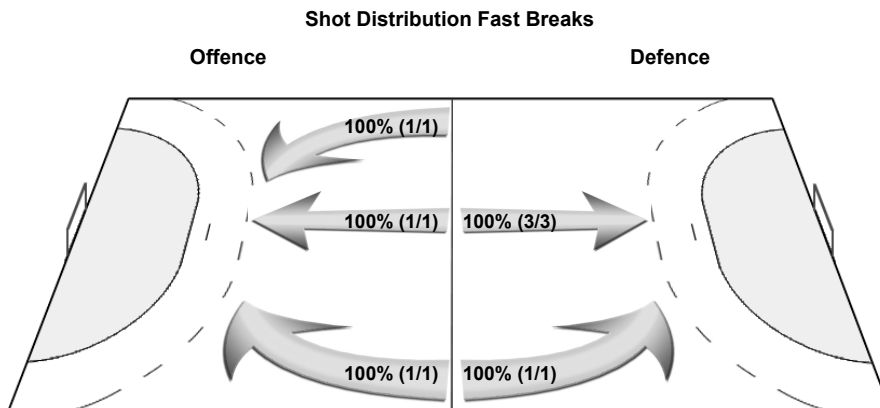 Shot Distribution Fast Breaks
Offence
Defence
100% (1/1)
100% (1/1)
100% (3/3)
100% (1/1)
100% (1/1)